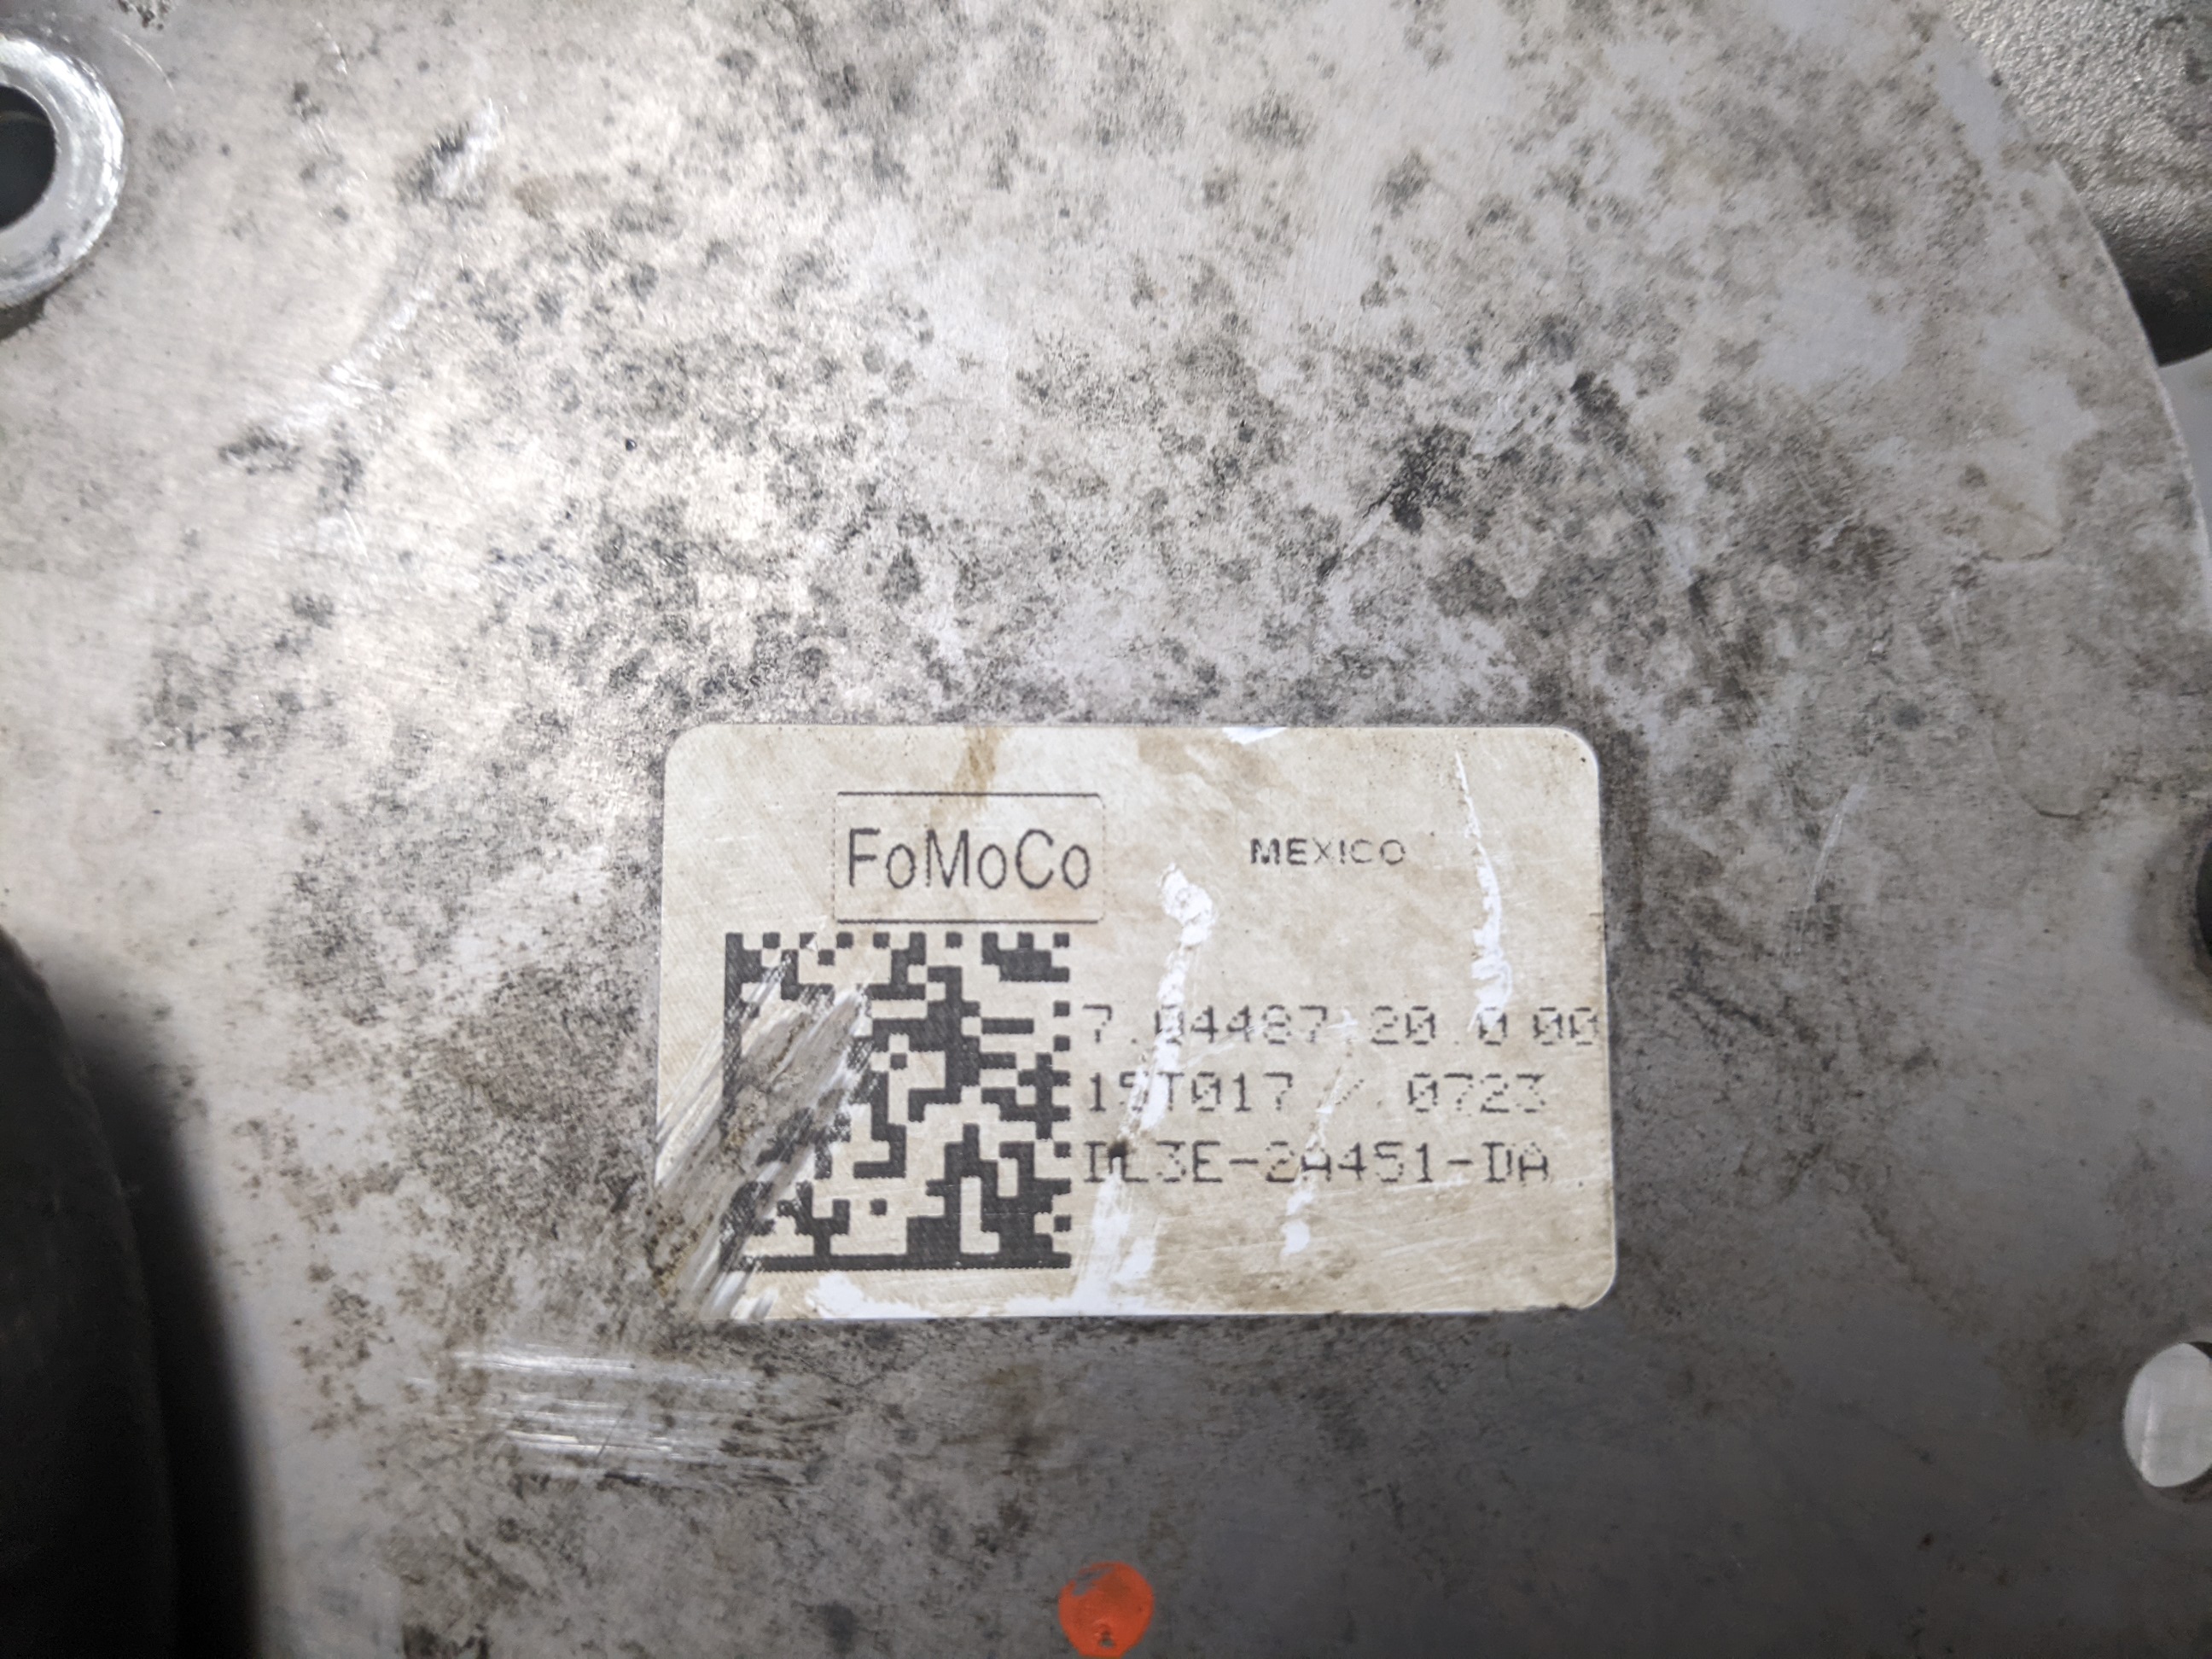 FoMoCo
MEXICO
7.04487.20.0.00
15T017 / 0723
DL3E-2A451-DA